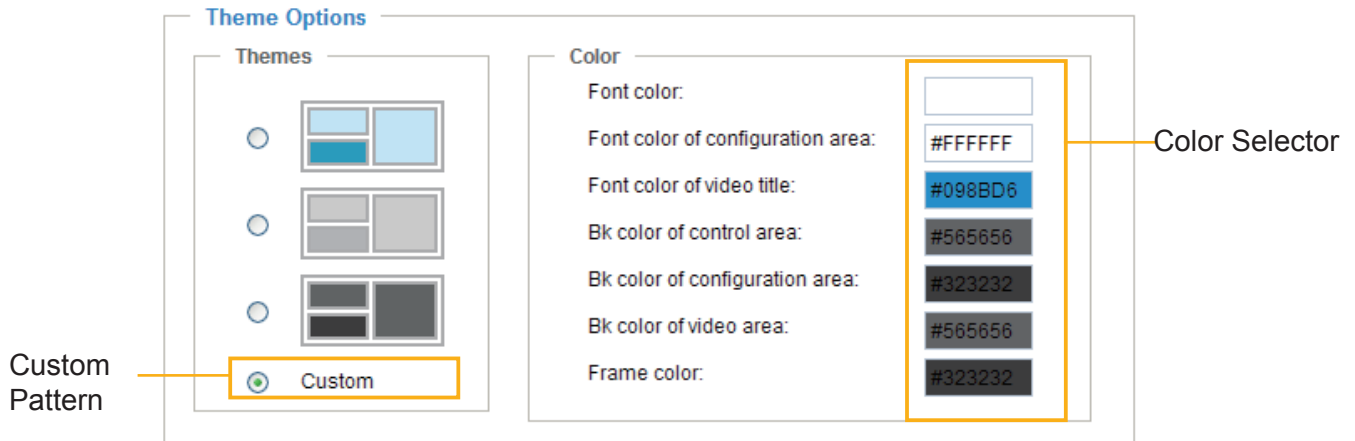 Theme Options
Themes
Color
Font color:
Font color of configuration area: #FFFFFF
Color Selector
Font color of video title: #098BD6
Bk color of control area: #565656
Bk color of configuration area: #323232
Bk color of video area: #565656
Custom Pattern
Custom
Frame color: #323232